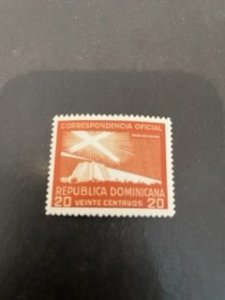 CORRESPONDENCIA OFICIAL
REPUBLICA DOMINICANA
20 VEINTE CENTAVOS 20